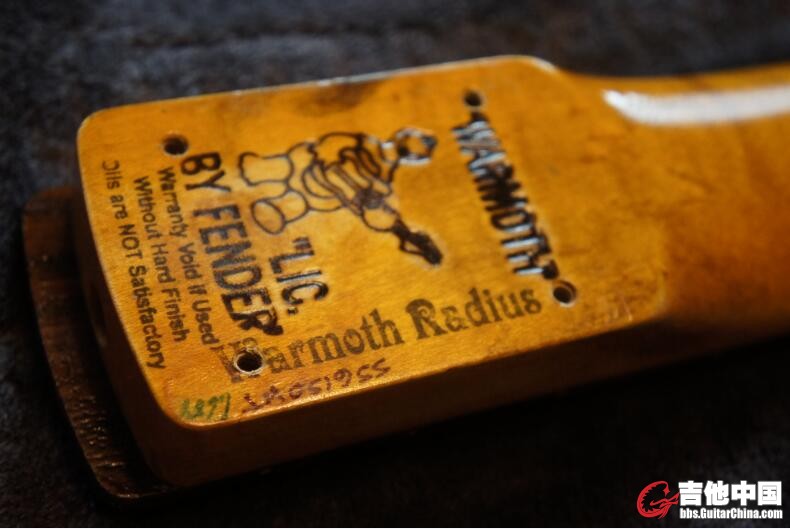 WARMOTH
"LIC.
BY FENDER
Warranty Void if Used
Without Hard Finish
Oils are NOT Satisfactory
Warmoth Radius
吉他中国
bbs.GuitarChina.com